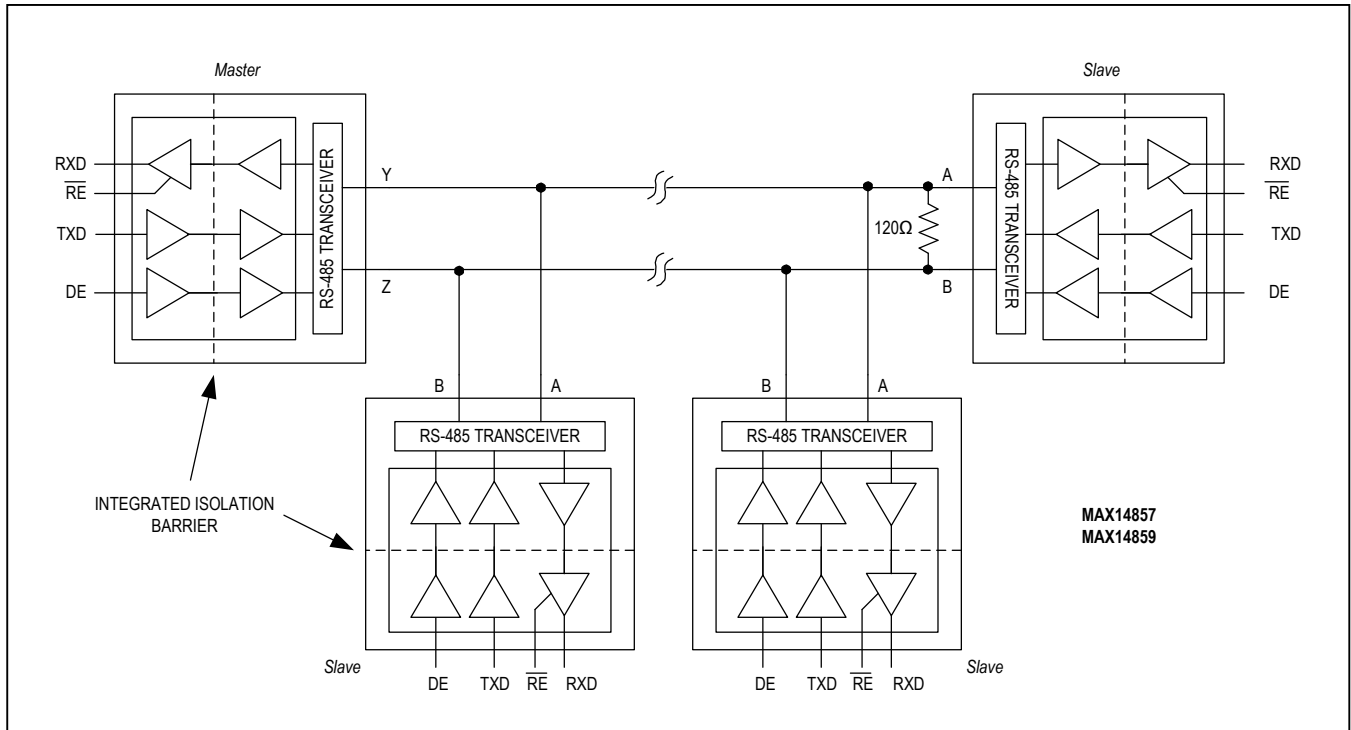 Master
Slave
RXD
RE
TXD
DE
RS-485 TRANSCEIVER
Y
Z
A
120Ω
B
RS-485 TRANSCEIVER
RXD
RE
TXD
DE
B
A
B
A
RS-485 TRANSCEIVER
RS-485 TRANSCEIVER
INTEGRATED ISOLATION
BARRIER
MAX14857
MAX14859
Slave
DE TXD RE RXD
DE TXD RE RXD
Slave